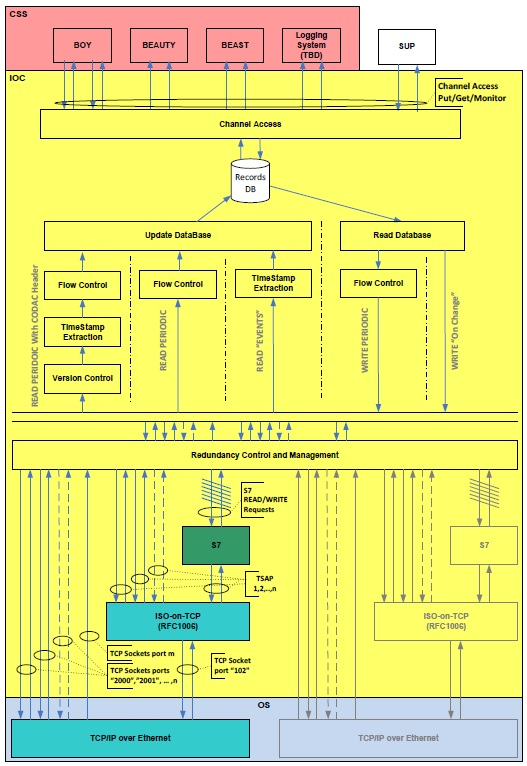 CSS
BOY
BEAUTY
BEAST
Logging
System
(TBD)
SUP
IOC
Channel Access
Put/Get/Monitor
Channel Access
Records
DB
Update DataBase
Read Database
READ PERIDOIC With CODAC Header
Flow Control
TimeStamp
Extraction
Version Control
READ PERIODIC
Flow Control
READ "EVENTS"
TimeStamp
Extraction
WRITE PERIODIC
Flow Control
WRITE "On Change"
Redundancy Control and Management
S7
READ/WRITE
Requests
S7
S7
TSAP
1,2,..,n
ISO-on-TCP
(RFC1006)
ISO-on-TCP
(RFC1006)
TCP Sockets port m
TCP Sockets ports
"2000","2001", ... ,n
TCP Socket
port "102"
OS
TCP/IP over Ethernet
TCP/IP over Ethernet